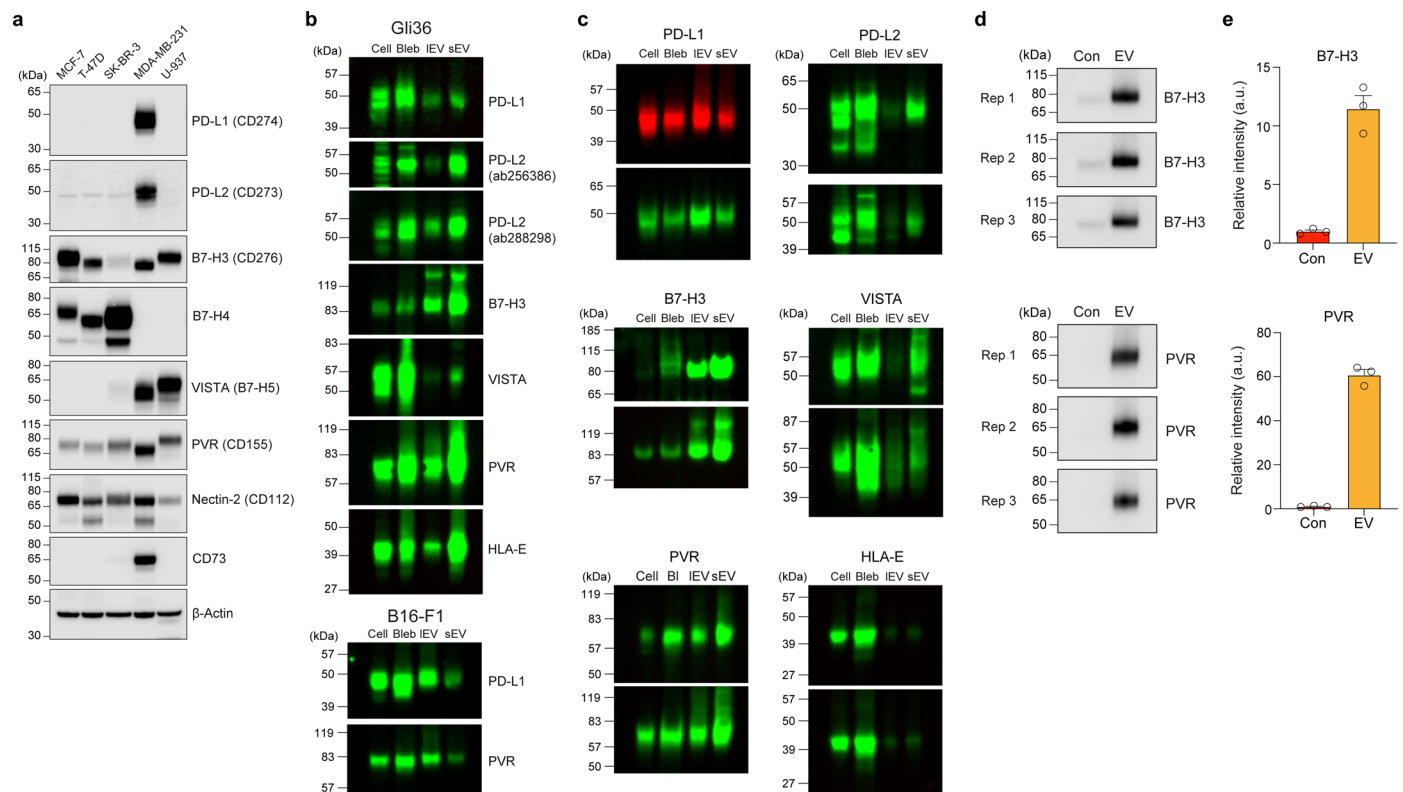 a
MCF-7
T-47D
SK-BR-3
MDA-MB-231
U-937
(kDa)
65
50
30
PD-L1 (CD274)
65
50
30
PD-L2 (CD273)
115
80
65
B7-H3 (CD276)
80
65
50
B7-H4
80
65
50
VISTA (B7-H5)
115
80
65
PVR (CD155)
115
80
65
50
Nectin-2 (CD112)
80
65
50
CD73
50
30
β-Actin
b
Gli36
(kDa)
Cell Bleb lEV sEV
57
50
39
PD-L1
57
50
PD-L2
(ab256386)
57
50
PD-L2
(ab288298)
119
83
B7-H3
83
57
50
VISTA
119
83
57
PVR
50
39
27
HLA-E
B16-F1
(kDa)
Cell Bleb lEV sEV
57
50
39
PD-L1
119
83
57
PVR
c
PD-L1
(kDa)
Cell Bleb lEV sEV
57
50
39
65
50
PD-L2
(kDa)
Cell Bleb lEV sEV
65
50
30
57
50
39
B7-H3
(kDa)
Cell Bleb lEV sEV
185
115
80
65
119
83
57
VISTA
(kDa)
Cell Bleb lEV sEV
57
50
87
57
50
39
PVR
(kDa)
Cell Bl lEV sEV
119
83
57
50
119
83
57
50
HLA-E
(kDa)
Cell Bleb lEV sEV
57
50
39
27
57
50
39
27
d
(kDa)
Con EV
Rep 1
115
80
65
B7-H3
Rep 2
115
80
65
B7-H3
Rep 3
115
80
65
B7-H3
(kDa)
Con EV
Rep 1
80
65
50
PVR
Rep 2
80
65
50
PVR
Rep 3
80
65
50
PVR
e
B7-H3
Relative intensity (a.u.)
15
10
5
0
Con EV
PVR
Relative intensity (a.u.)
80
60
40
20
0
Con EV